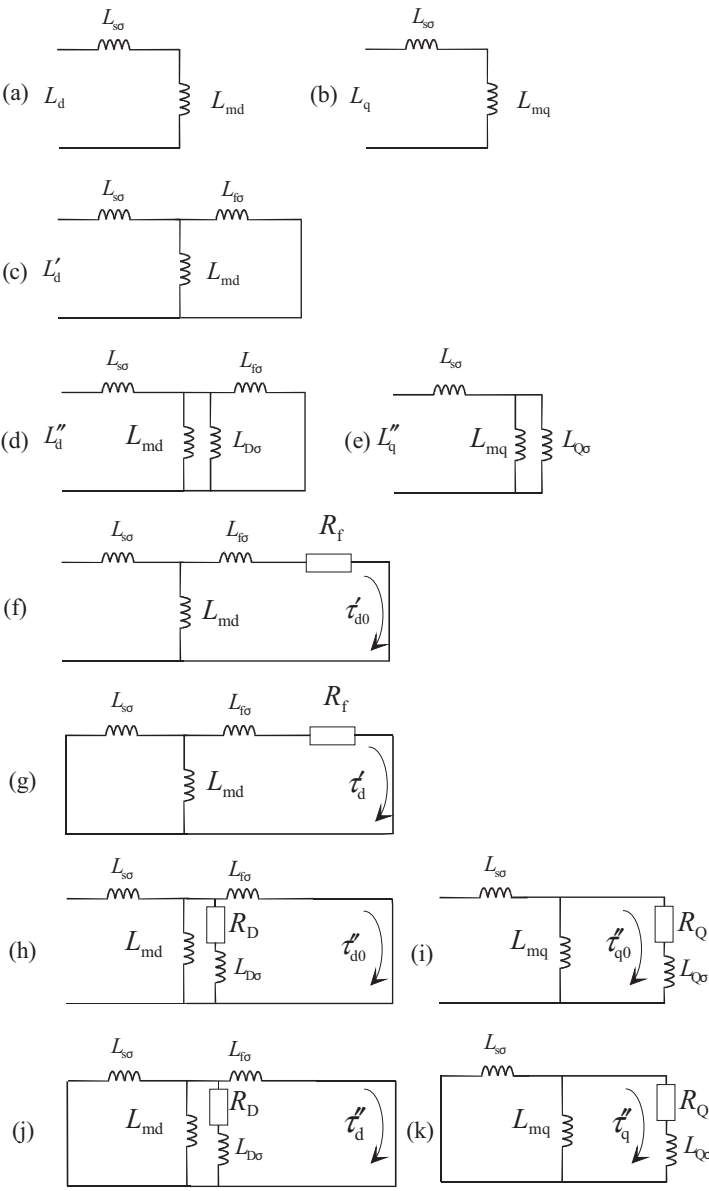 L_sσ L_sσ
(a) L_d L_md (b) L_q L_mq
L_sσ L_fσ
(c) L'_d L_md
L_sσ L_fσ L_sσ
(d) L''_d L_md L_Dσ (e) L''_q L_mq L_Qσ
L_sσ L_fσ R_f
(f) L_md τ'_d0
L_sσ L_fσ R_f
(g) L_md τ'_d
L_sσ L_fσ L_sσ
(h) L_md R_D L_Dσ τ''_d0 (i) L_mq τ''_q0 R_Q L_Qσ
L_sσ L_fσ L_sσ
(j) L_md R_D L_Dσ τ''_d (k) L_mq τ''_q R_Q L_Qσ